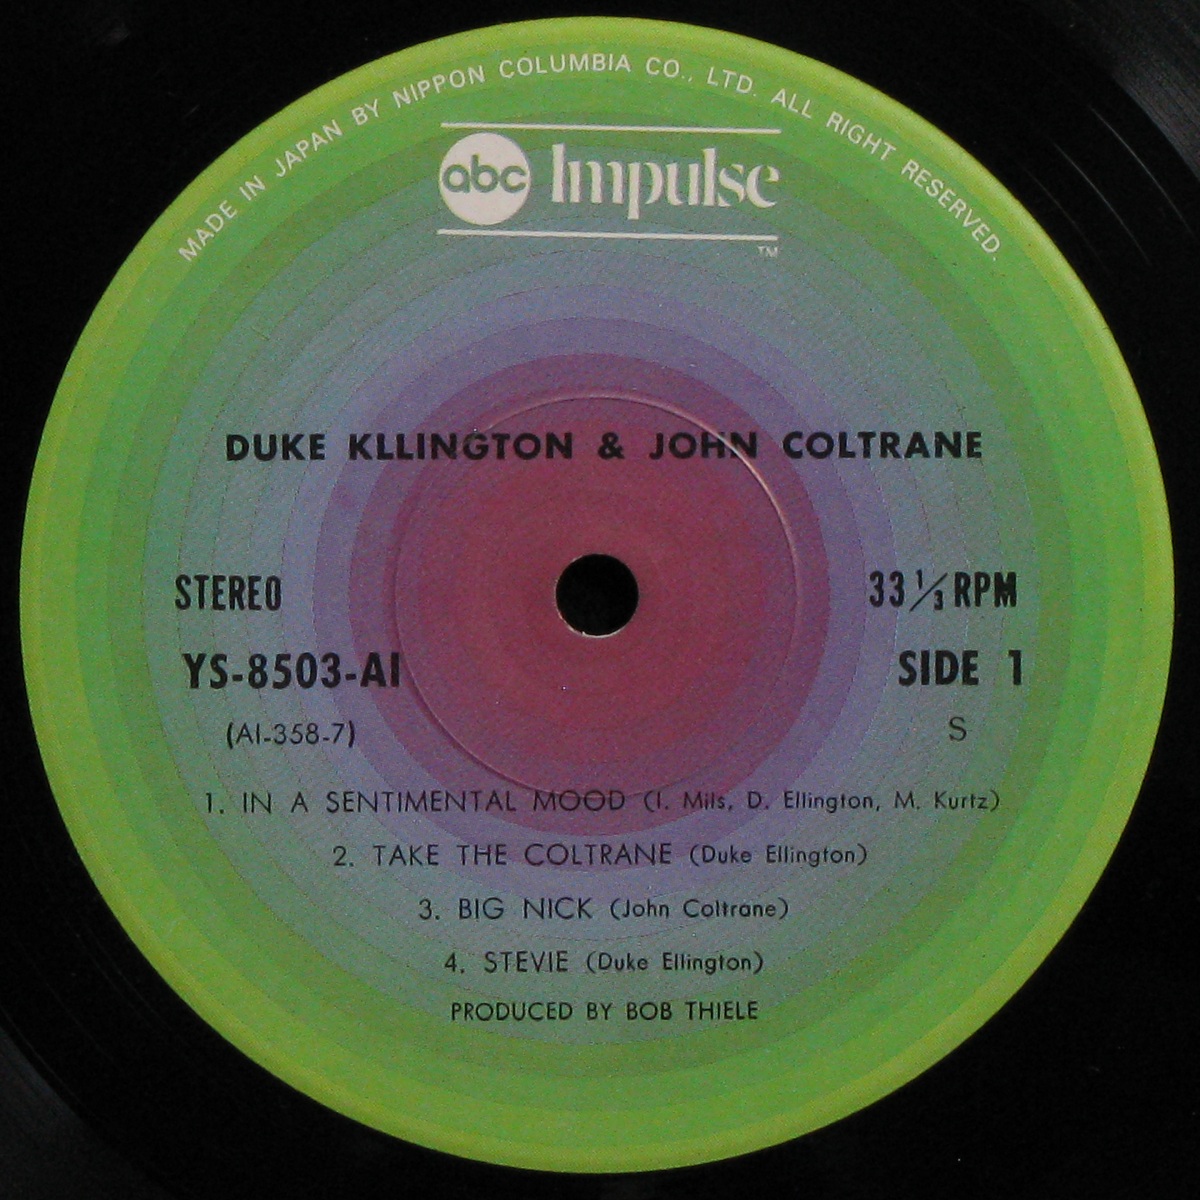 MADE IN JAPAN BY NIPPON COLUMBIA CO., LTD. ALL RIGHT RESERVED.
abc Impulse
TM
DUKE KLLINGTON & JOHN COLTRANE
STEREO 33 1/3 RPM
YS-8503-AI SIDE 1
(AI-358-7) S
1. IN A SENTIMENTAL MOOD (I. Mils, D. Ellington, M. Kurtz)
2. TAKE THE COLTRANE (Duke Ellington)
3. BIG NICK (John Coltrane)
4. STEVIE (Duke Ellington)
PRODUCED BY BOB THIELE